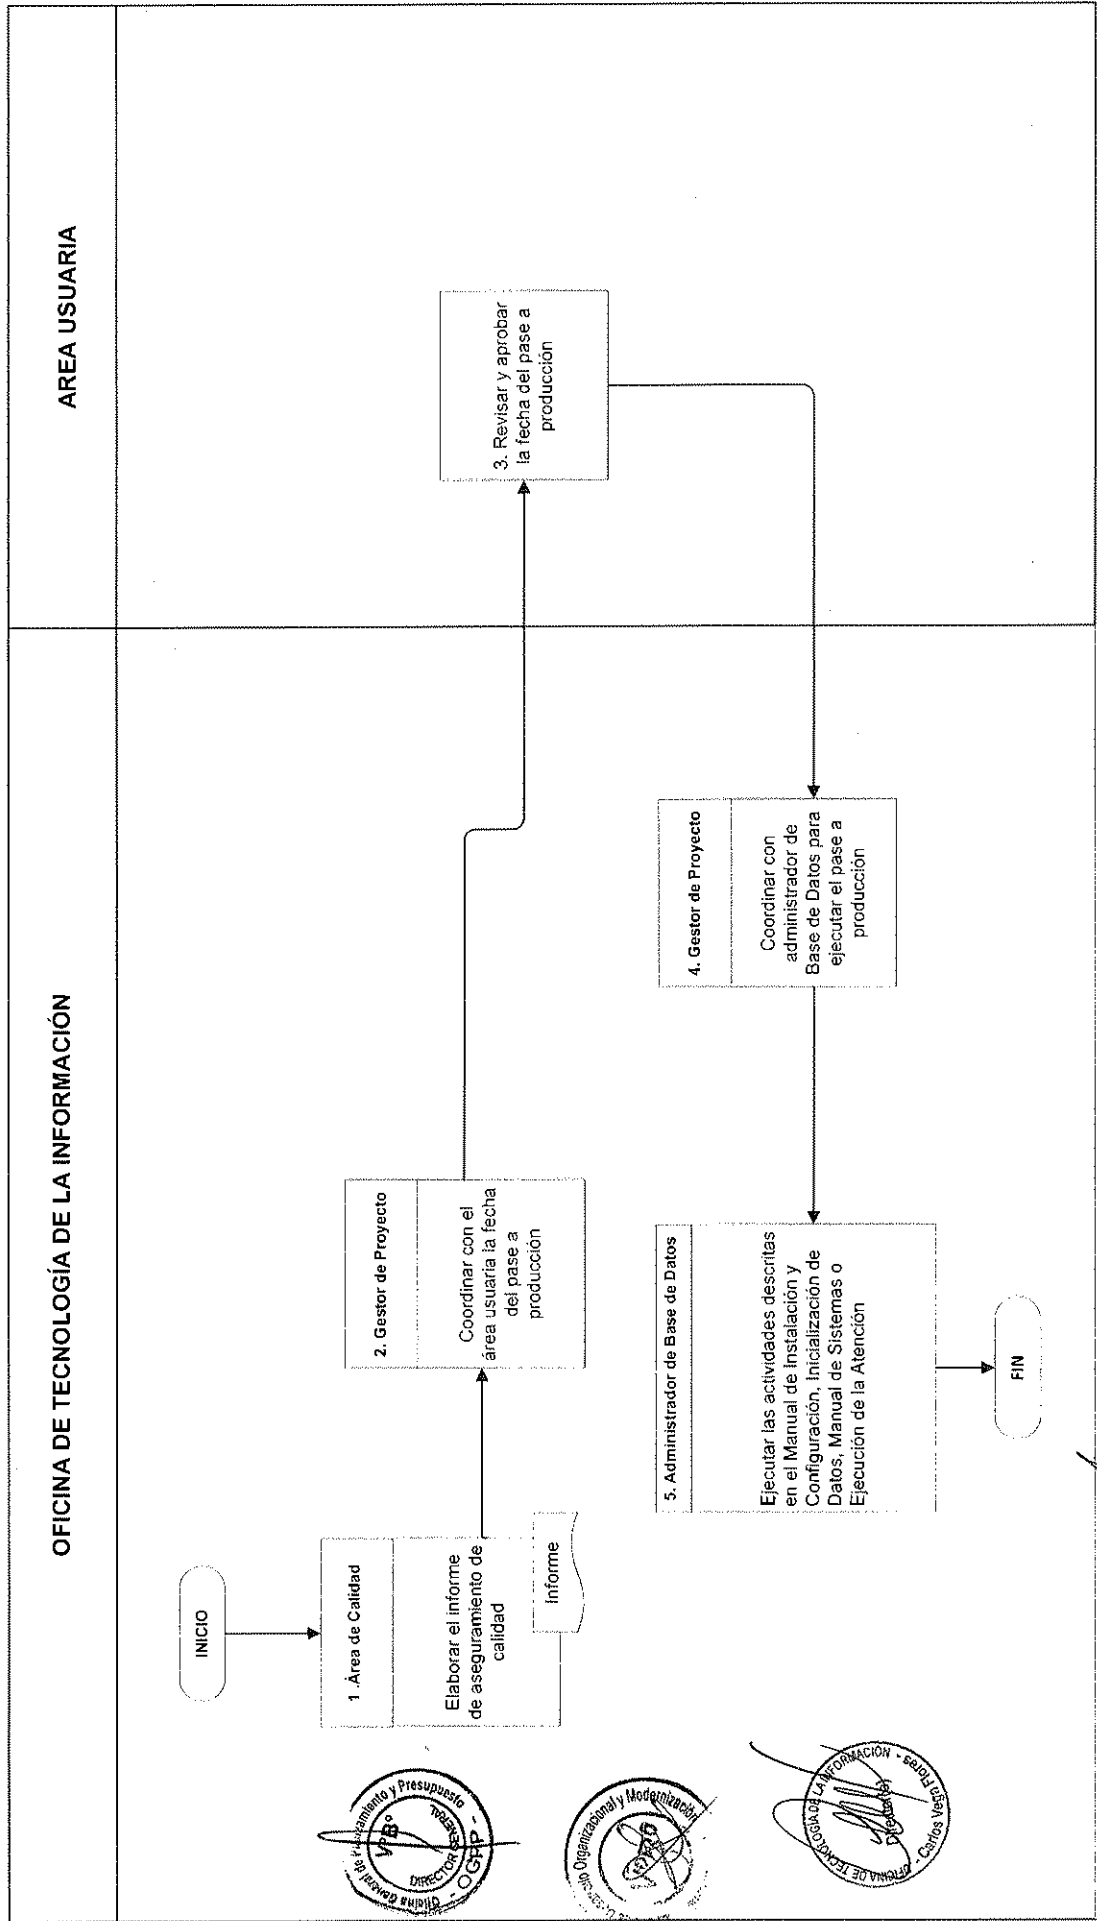 OFICINA DE TECNOLOGÍA DE LA INFORMACIÓN
AREA USUARIA
INICIO
1 .Área de Calidad
Elaborar el informe
de aseguramiento de
calidad
Informe
2. Gestor de Proyecto
Coordinar con el
área usuaria la fecha
del pase a
producción
3. Revisar y aprobar
la fecha del pase a
producción
4. Gestor de Proyecto
Coordinar con
administrador de
Base de Datos para
ejecutar el pase a
producción
5. Administrador de Base de Datos
Ejecutar las actividades descritas
en el Manual de Instalación y
Configuración, Inicialización de
Datos, Manual de Sistemas o
Ejecución de la Atención
FIN
Oficina General de Planeamiento y Presupuesto
V°B°
DIRECTOR GENERAL
- OGPP -
Organizacional y Modernización
OFICINA DE TECNOLOGÍA DE LA INFORMACIÓN
Director(e)
- Carlos Vega Flores -